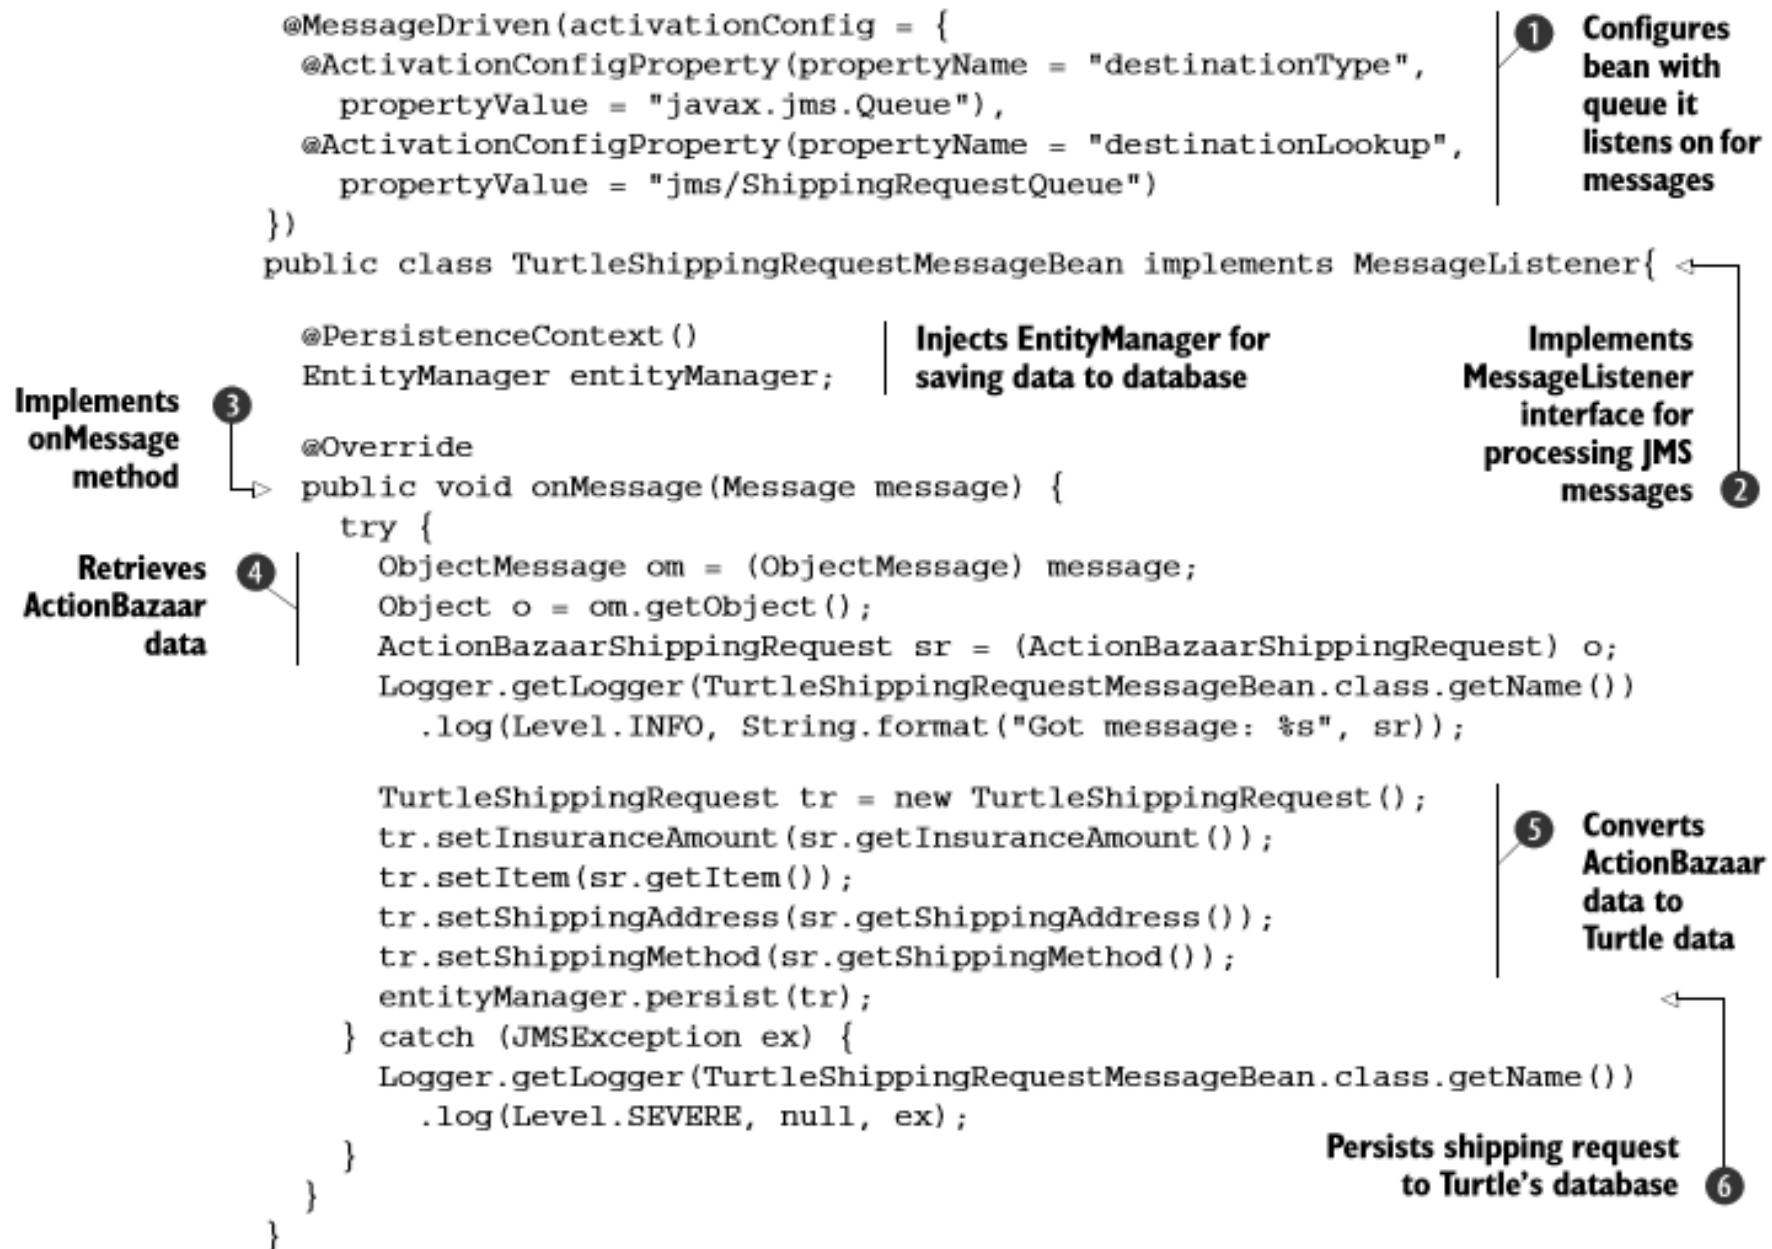 @MessageDriven(activationConfig = {
@ActivationConfigProperty(propertyName = "destinationType",
propertyValue = "javax.jms.Queue"),
@ActivationConfigProperty(propertyName = "destinationLookup",
propertyValue = "jms/ShippingRequestQueue")
})
1 Configures
bean with
queue it
listens on for
messages
public class TurtleShippingRequestMessageBean implements MessageListener{
@PersistenceContext()
EntityManager entityManager;
Injects EntityManager for
saving data to database
Implements
MessageListener
interface for
processing JMS
messages 2
Implements 3
onMessage
method
@Override
public void onMessage(Message message) {
try {
Retrieves 4
ActionBazaar
data
ObjectMessage om = (ObjectMessage) message;
Object o = om.getObject();
ActionBazaarShippingRequest sr = (ActionBazaarShippingRequest) o;
Logger.getLogger(TurtleShippingRequestMessageBean.class.getName())
.log(Level.INFO, String.format("Got message: %s", sr));
TurtleShippingRequest tr = new TurtleShippingRequest();
tr.setInsuranceAmount(sr.getInsuranceAmount());
tr.setItem(sr.getItem());
tr.setShippingAddress(sr.getShippingAddress());
tr.setShippingMethod(sr.getShippingMethod());
5 Converts
ActionBazaar
data to
Turtle data
entityManager.persist(tr);
} catch (JMSException ex) {
Logger.getLogger(TurtleShippingRequestMessageBean.class.getName())
.log(Level.SEVERE, null, ex);
}
Persists shipping request
to Turtle's database 6
}
}